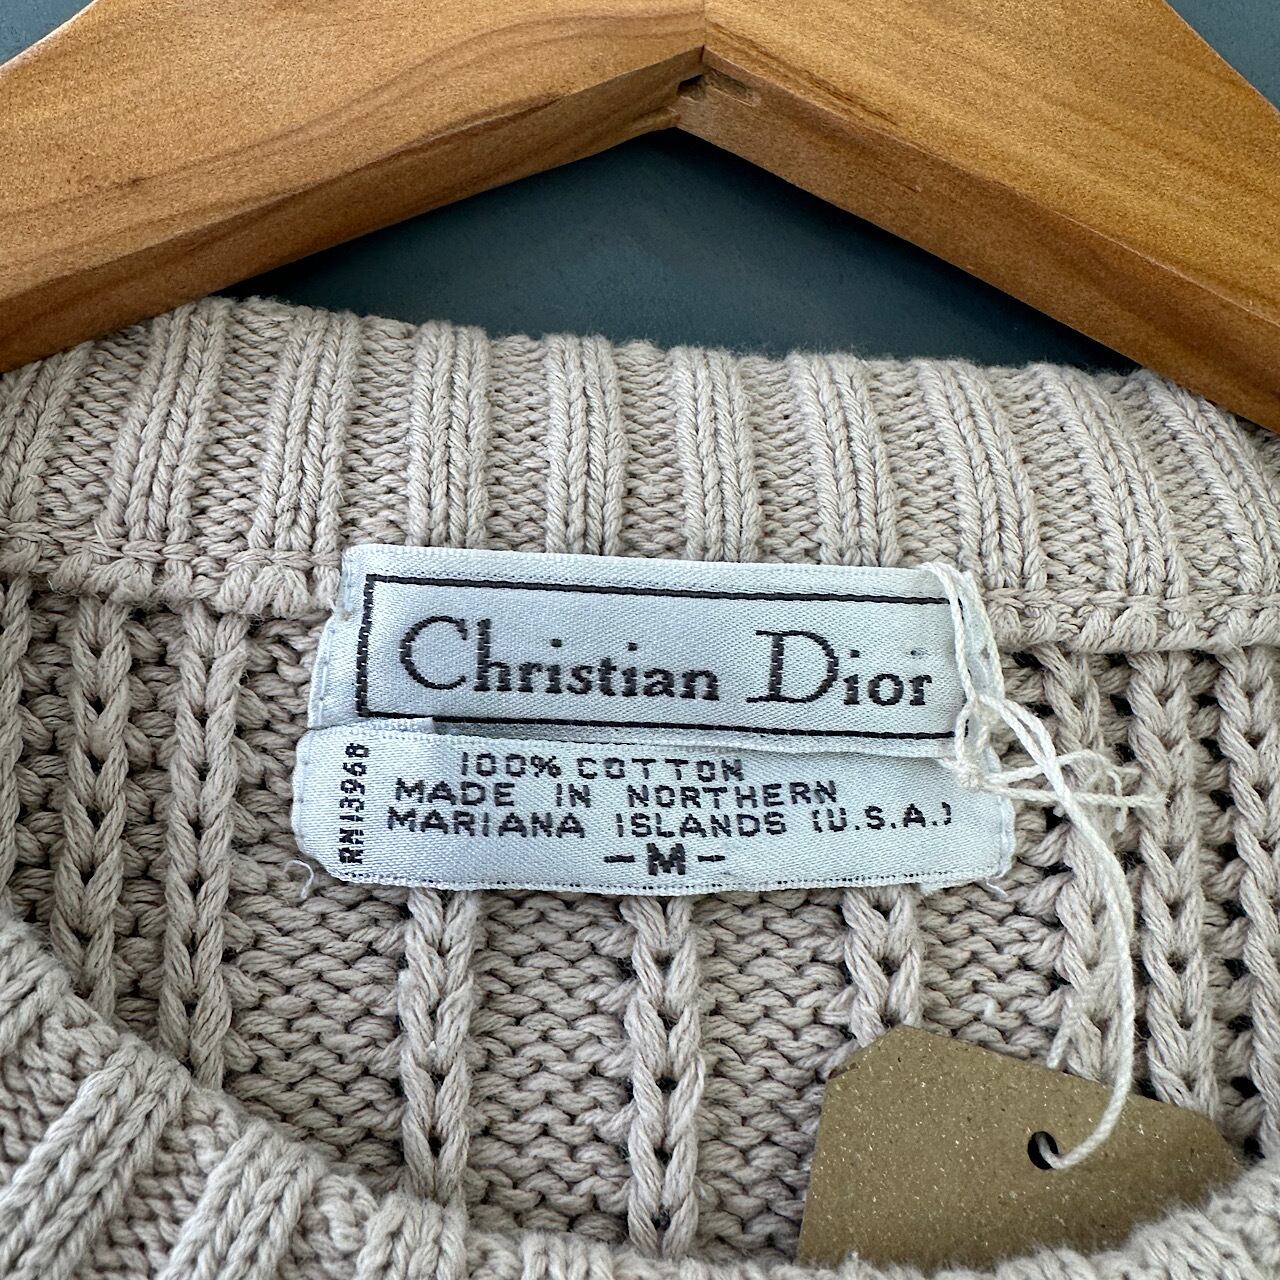 Christian Dior
RN13968
100% COTTON
MADE IN NORTHERN
MARIANA ISLANDS (U.S.A.)
-M-